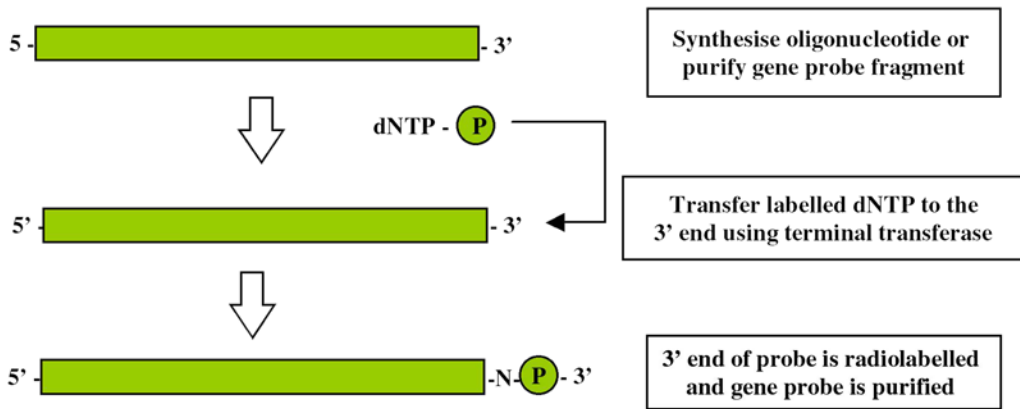 5 -
- 3’
Synthesise oligonucleotide or
purify gene probe fragment
dNTP - P
5’ -
- 3’
Transfer labelled dNTP to the
3’ end using terminal transferase
5’ -
-N- P - 3’
3’ end of probe is radiolabelled
and gene probe is purified